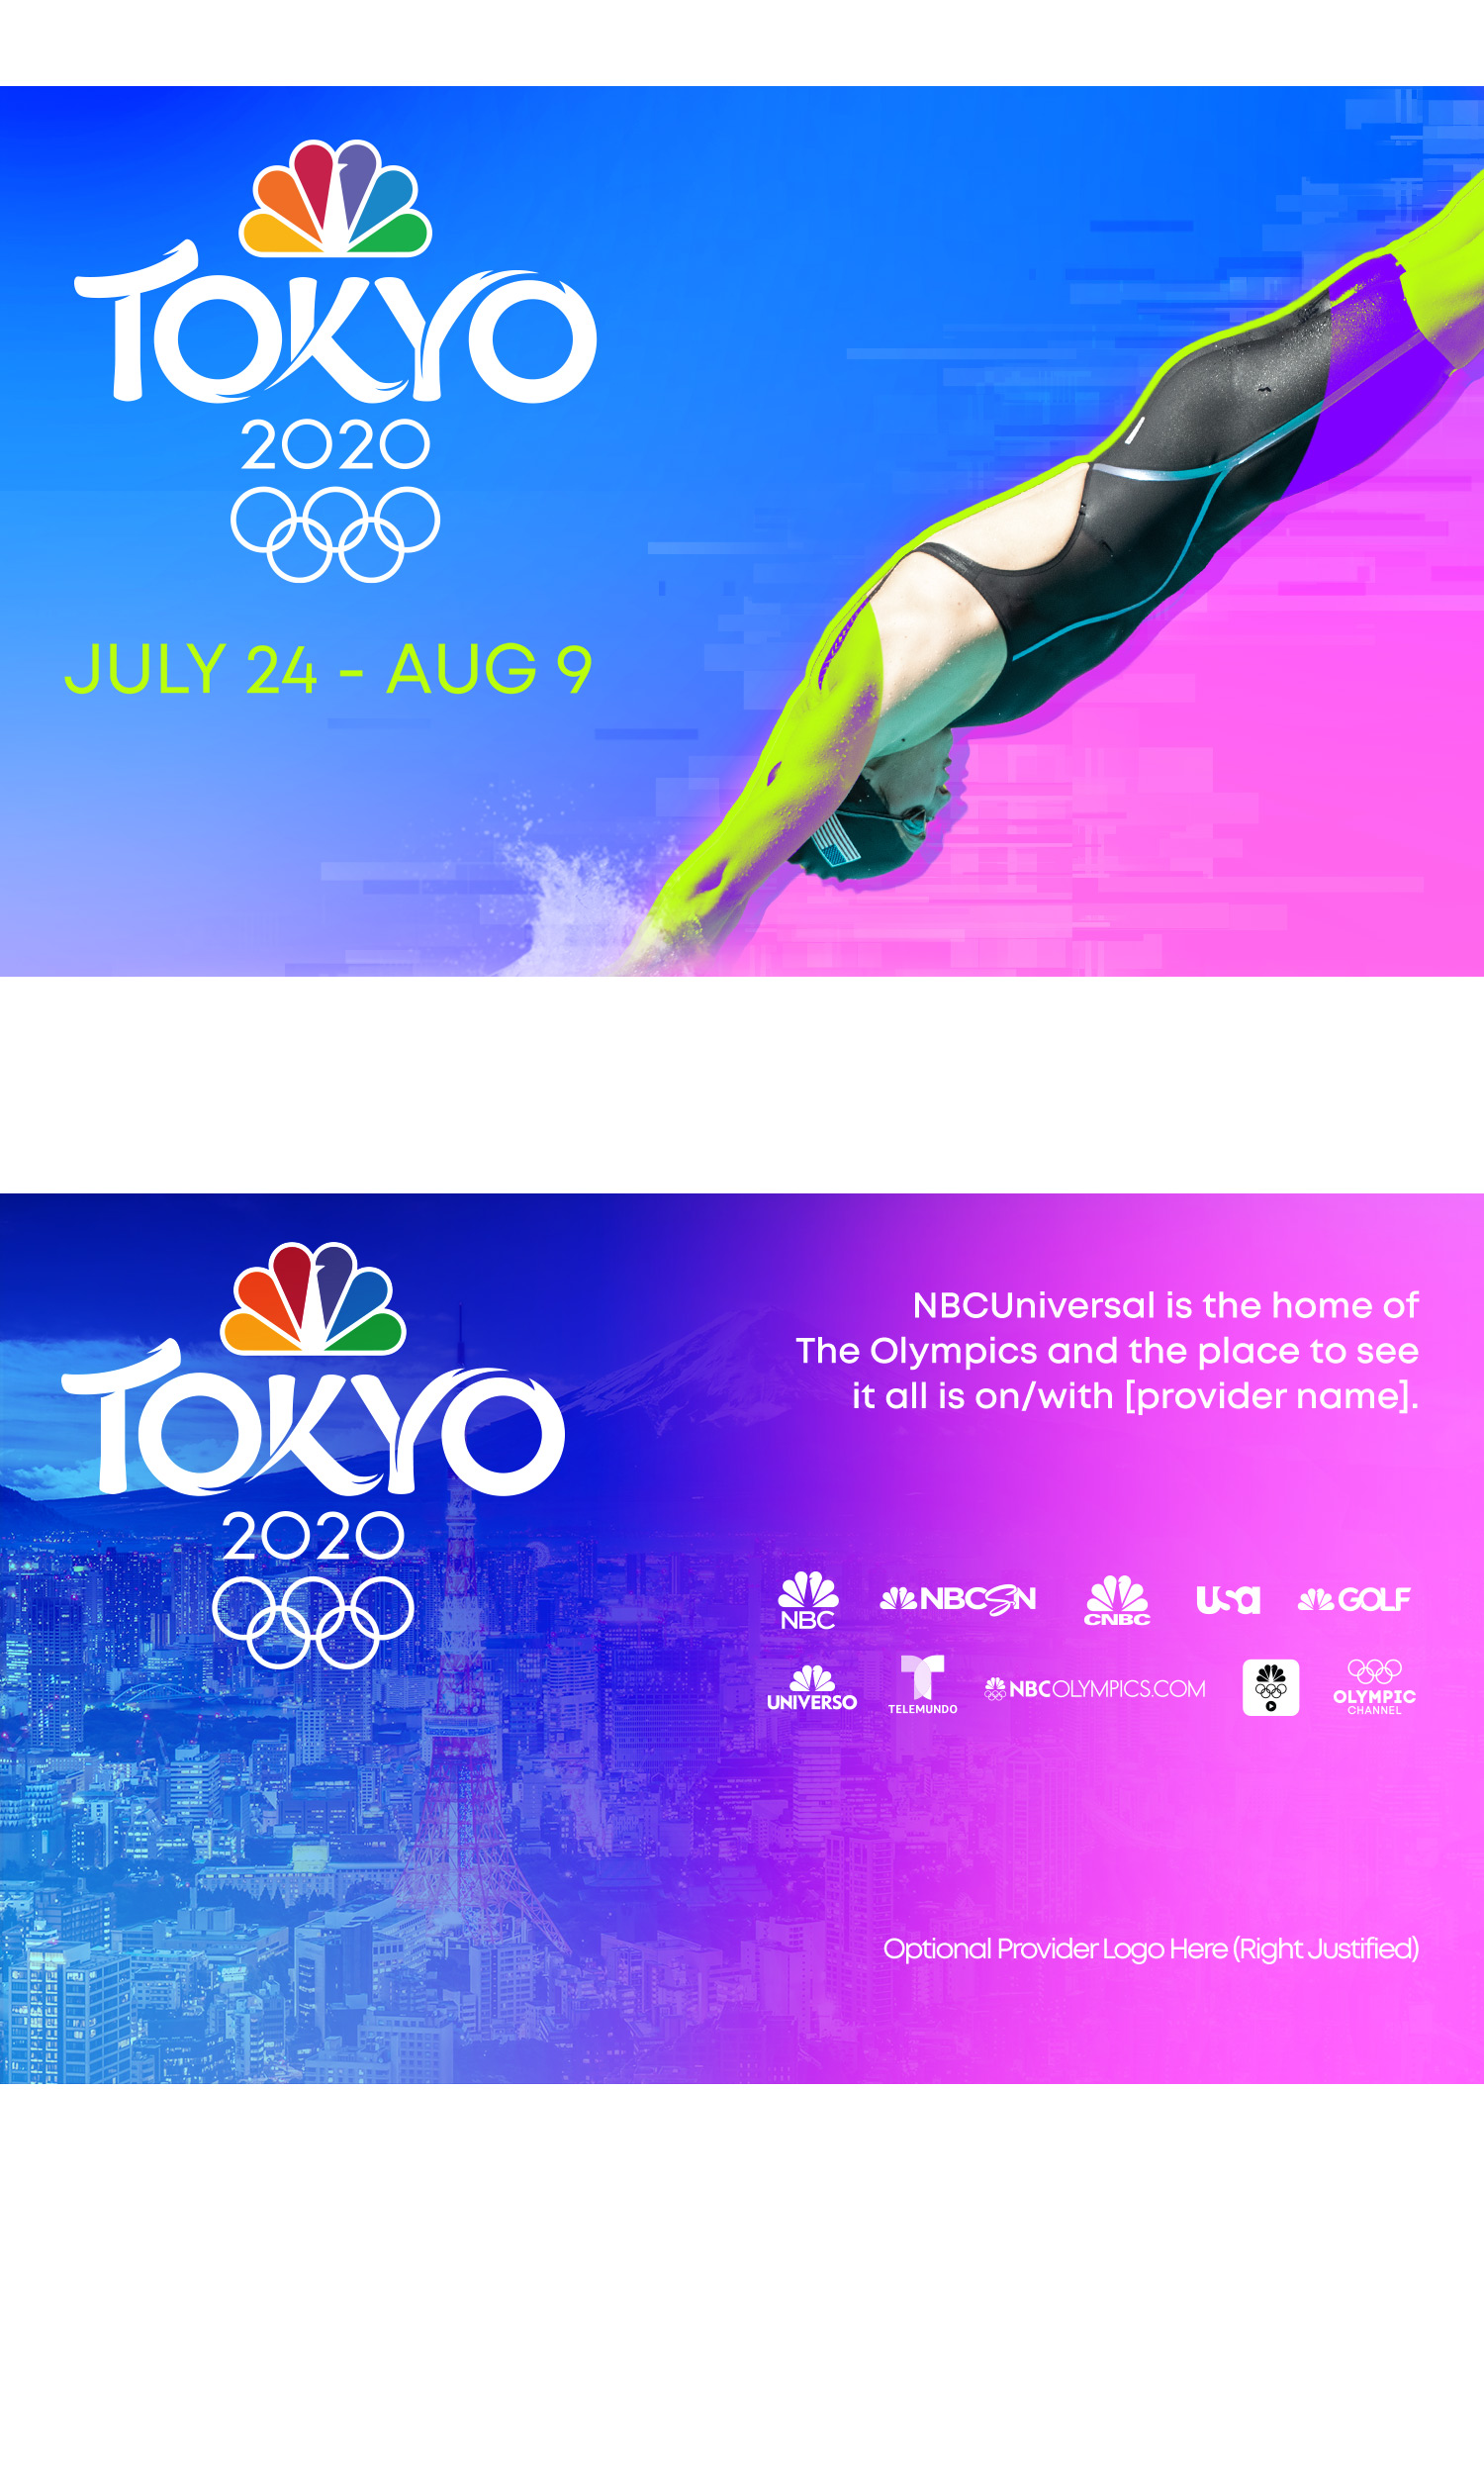 TOKYO
2020
JULY 24 - AUG 9
TOKYO
2020
NBCUniversal is the home of
The Olympics and the place to see
it all is on/with [provider name].
NBC
NBCSN
CNBC
USA
GOLF
UNIVERSO
TELEMUNDO
NBCOLYMPICS.COM
OLYMPIC
CHANNEL
Optional Provider Logo Here (Right Justified)